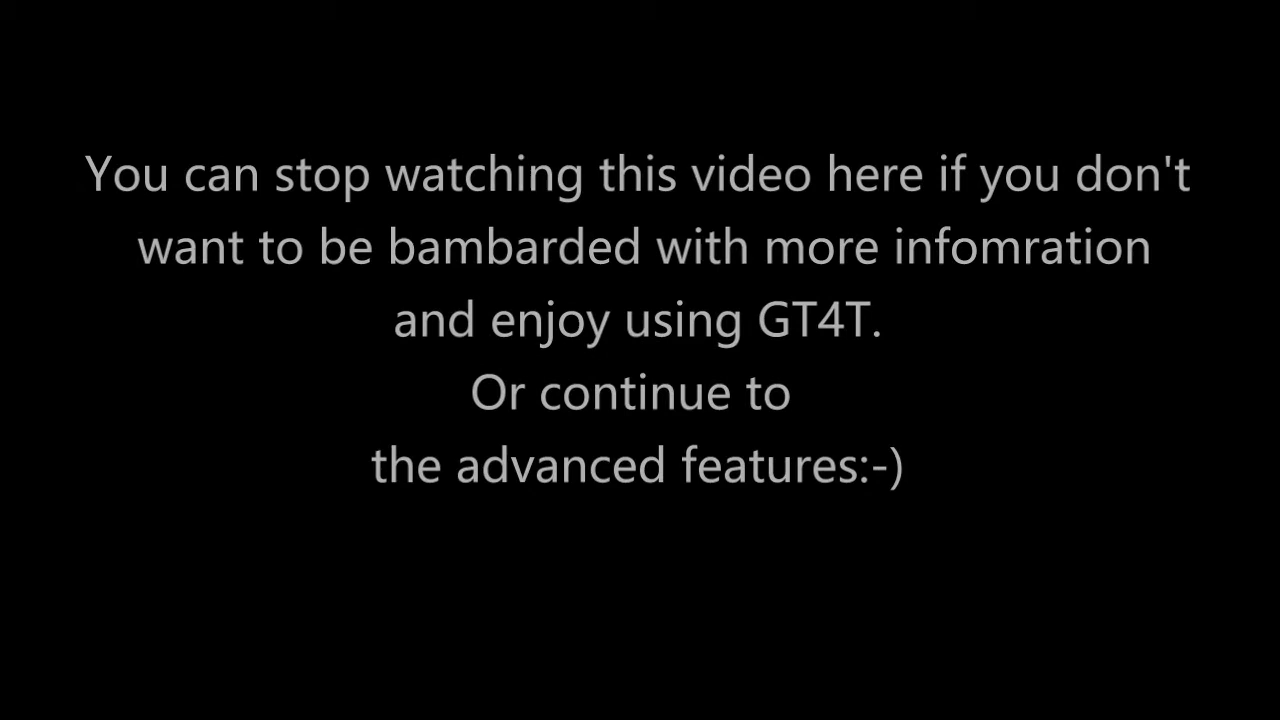 You can stop watching this video here if you don't
want to be bambarded with more infomration
and enjoy using GT4T.
Or continue to
the advanced features:-)